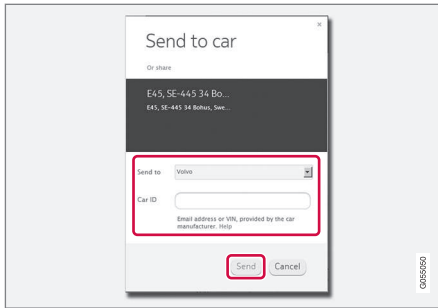 ×
Send to car
Or share
E45, SE-445 34 Bo...
E45, SE-445 34 Bohus, Swe...
Send to Volvo
Car ID
Email address or VIN, provided by the car
manufacturer. Help
Send Cancel
G055050